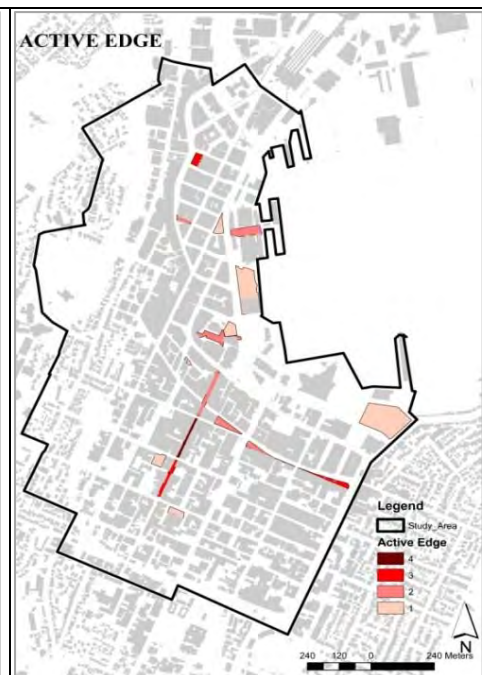 ACTIVE EDGE
Legend
Study_Area
Active Edge
4
3
2
1
N
240 120 0 240 Meters